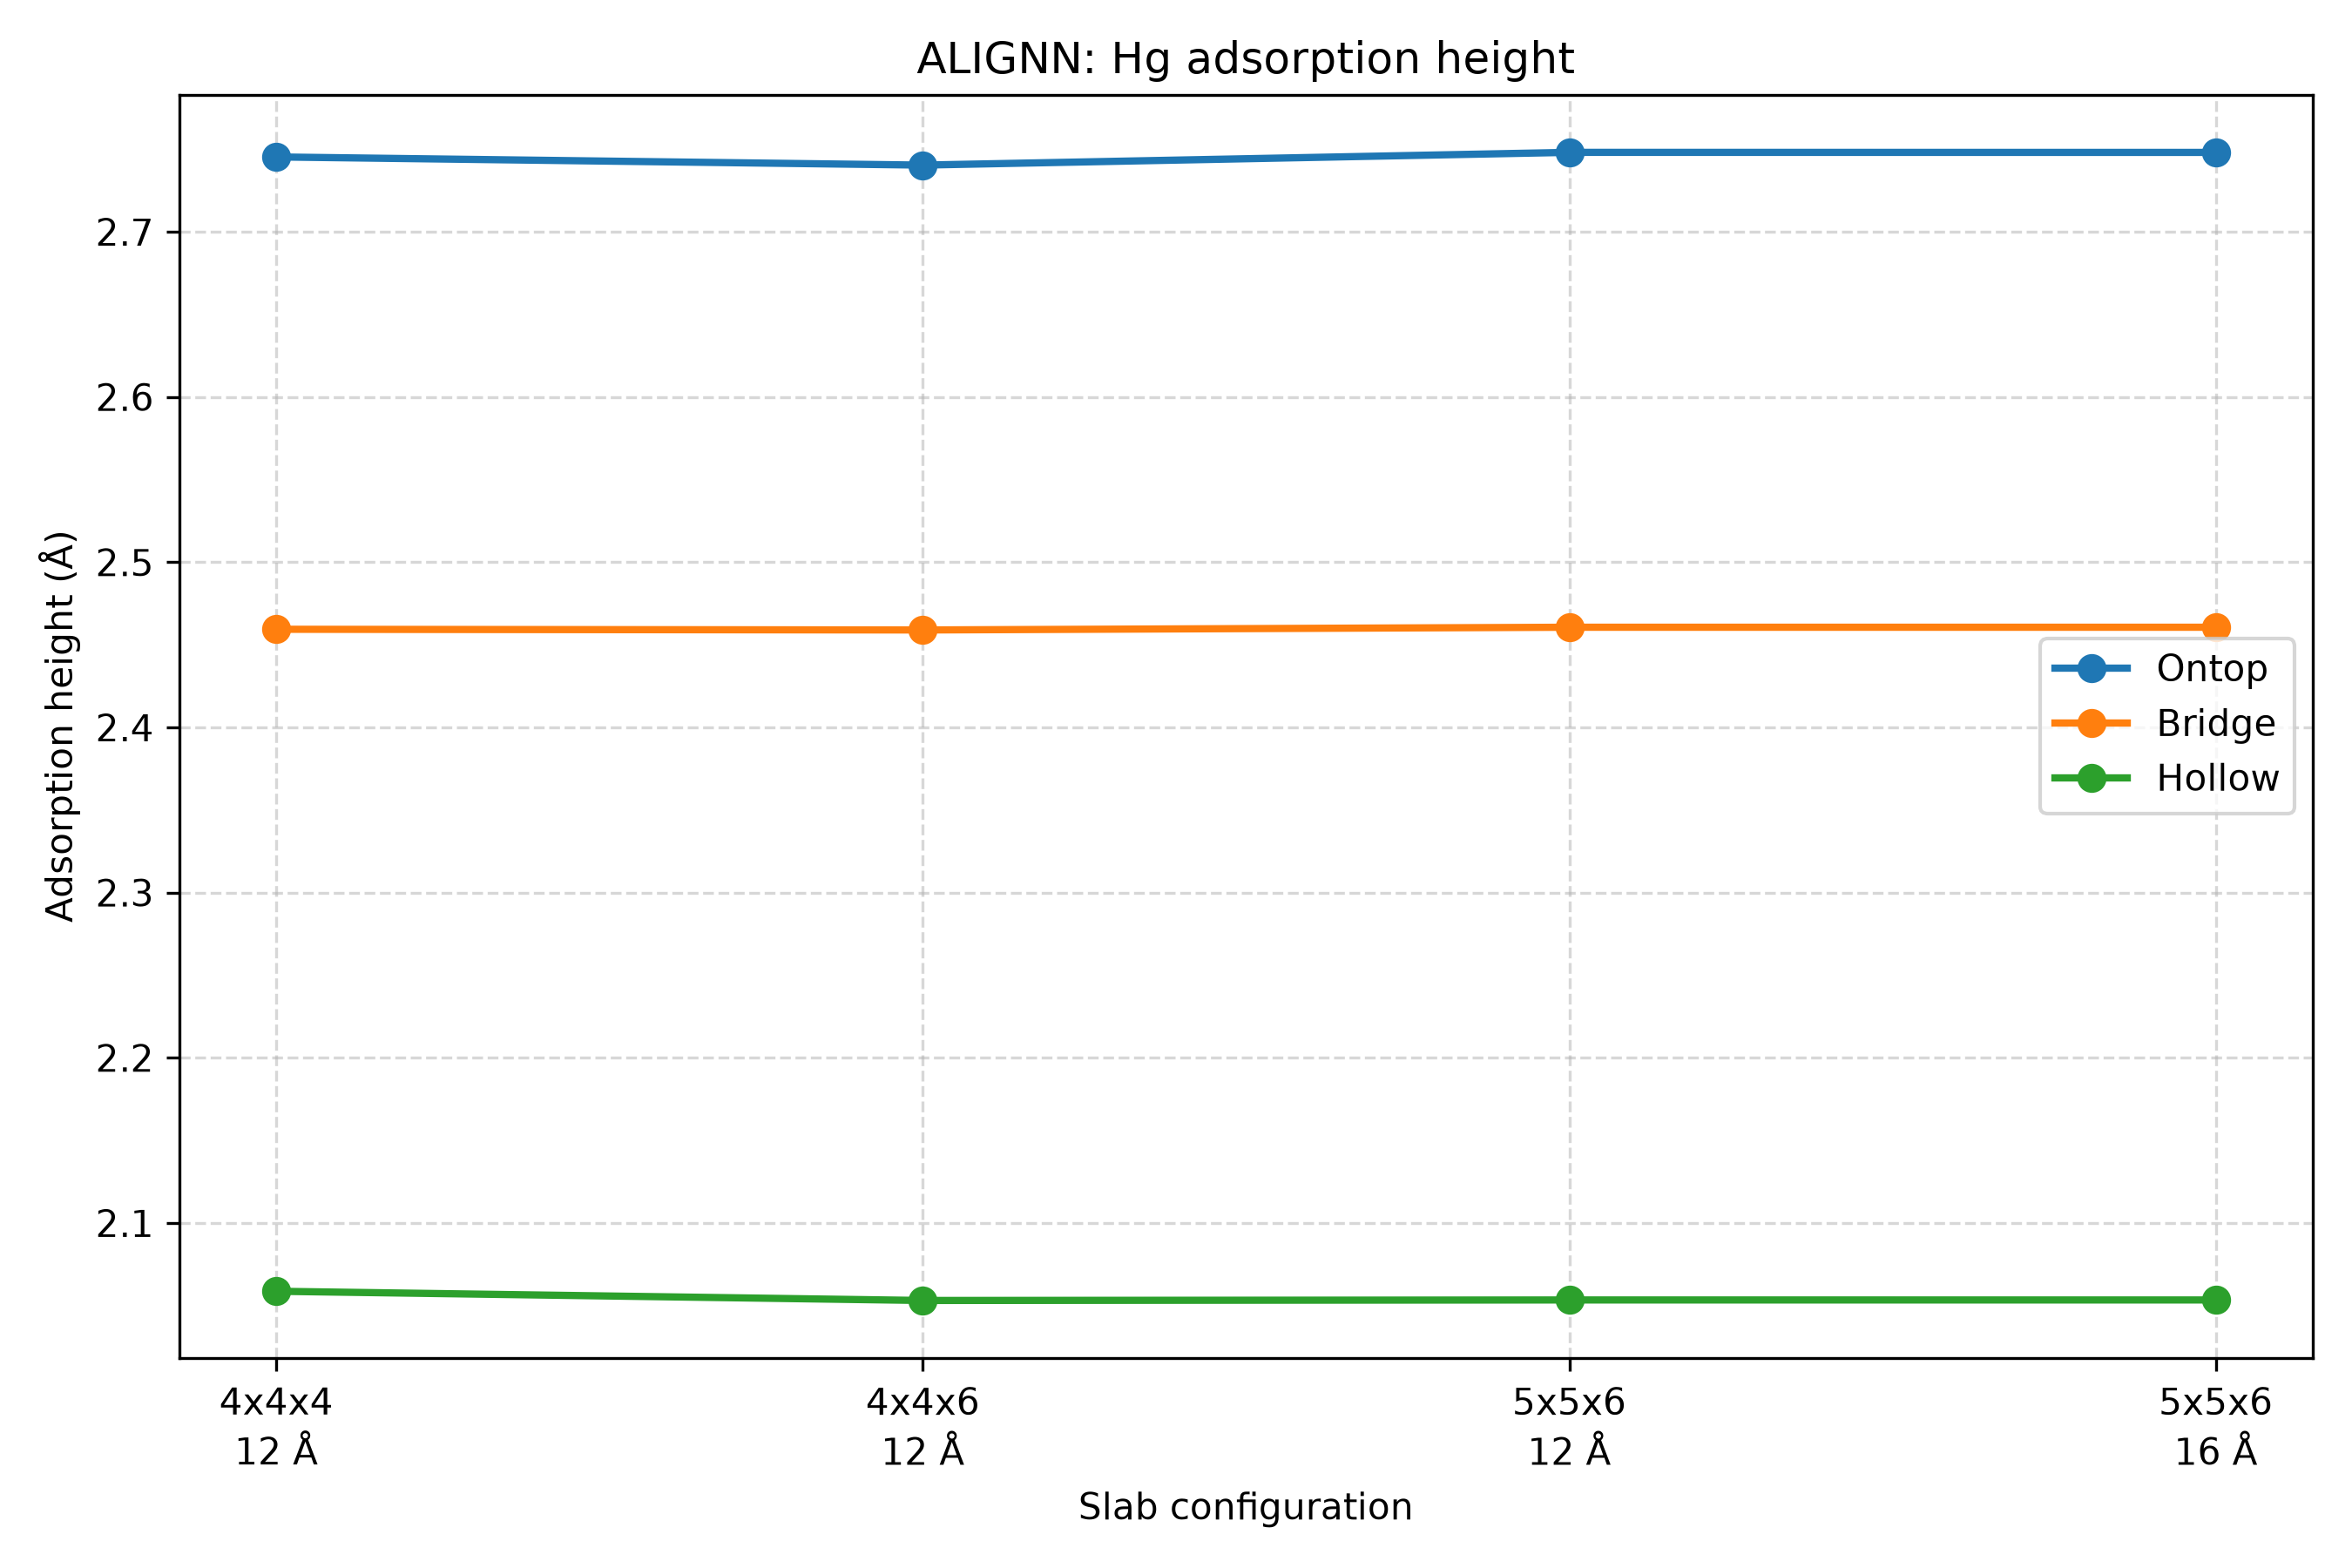 ALIGNN: Hg adsorption height
Adsorption height (Å)
2.7
2.6
2.5
2.4
2.3
2.2
2.1
Ontop
Bridge
Hollow
4x4x4
12 Å
4x4x6
12 Å
5x5x6
12 Å
5x5x6
16 Å
Slab configuration